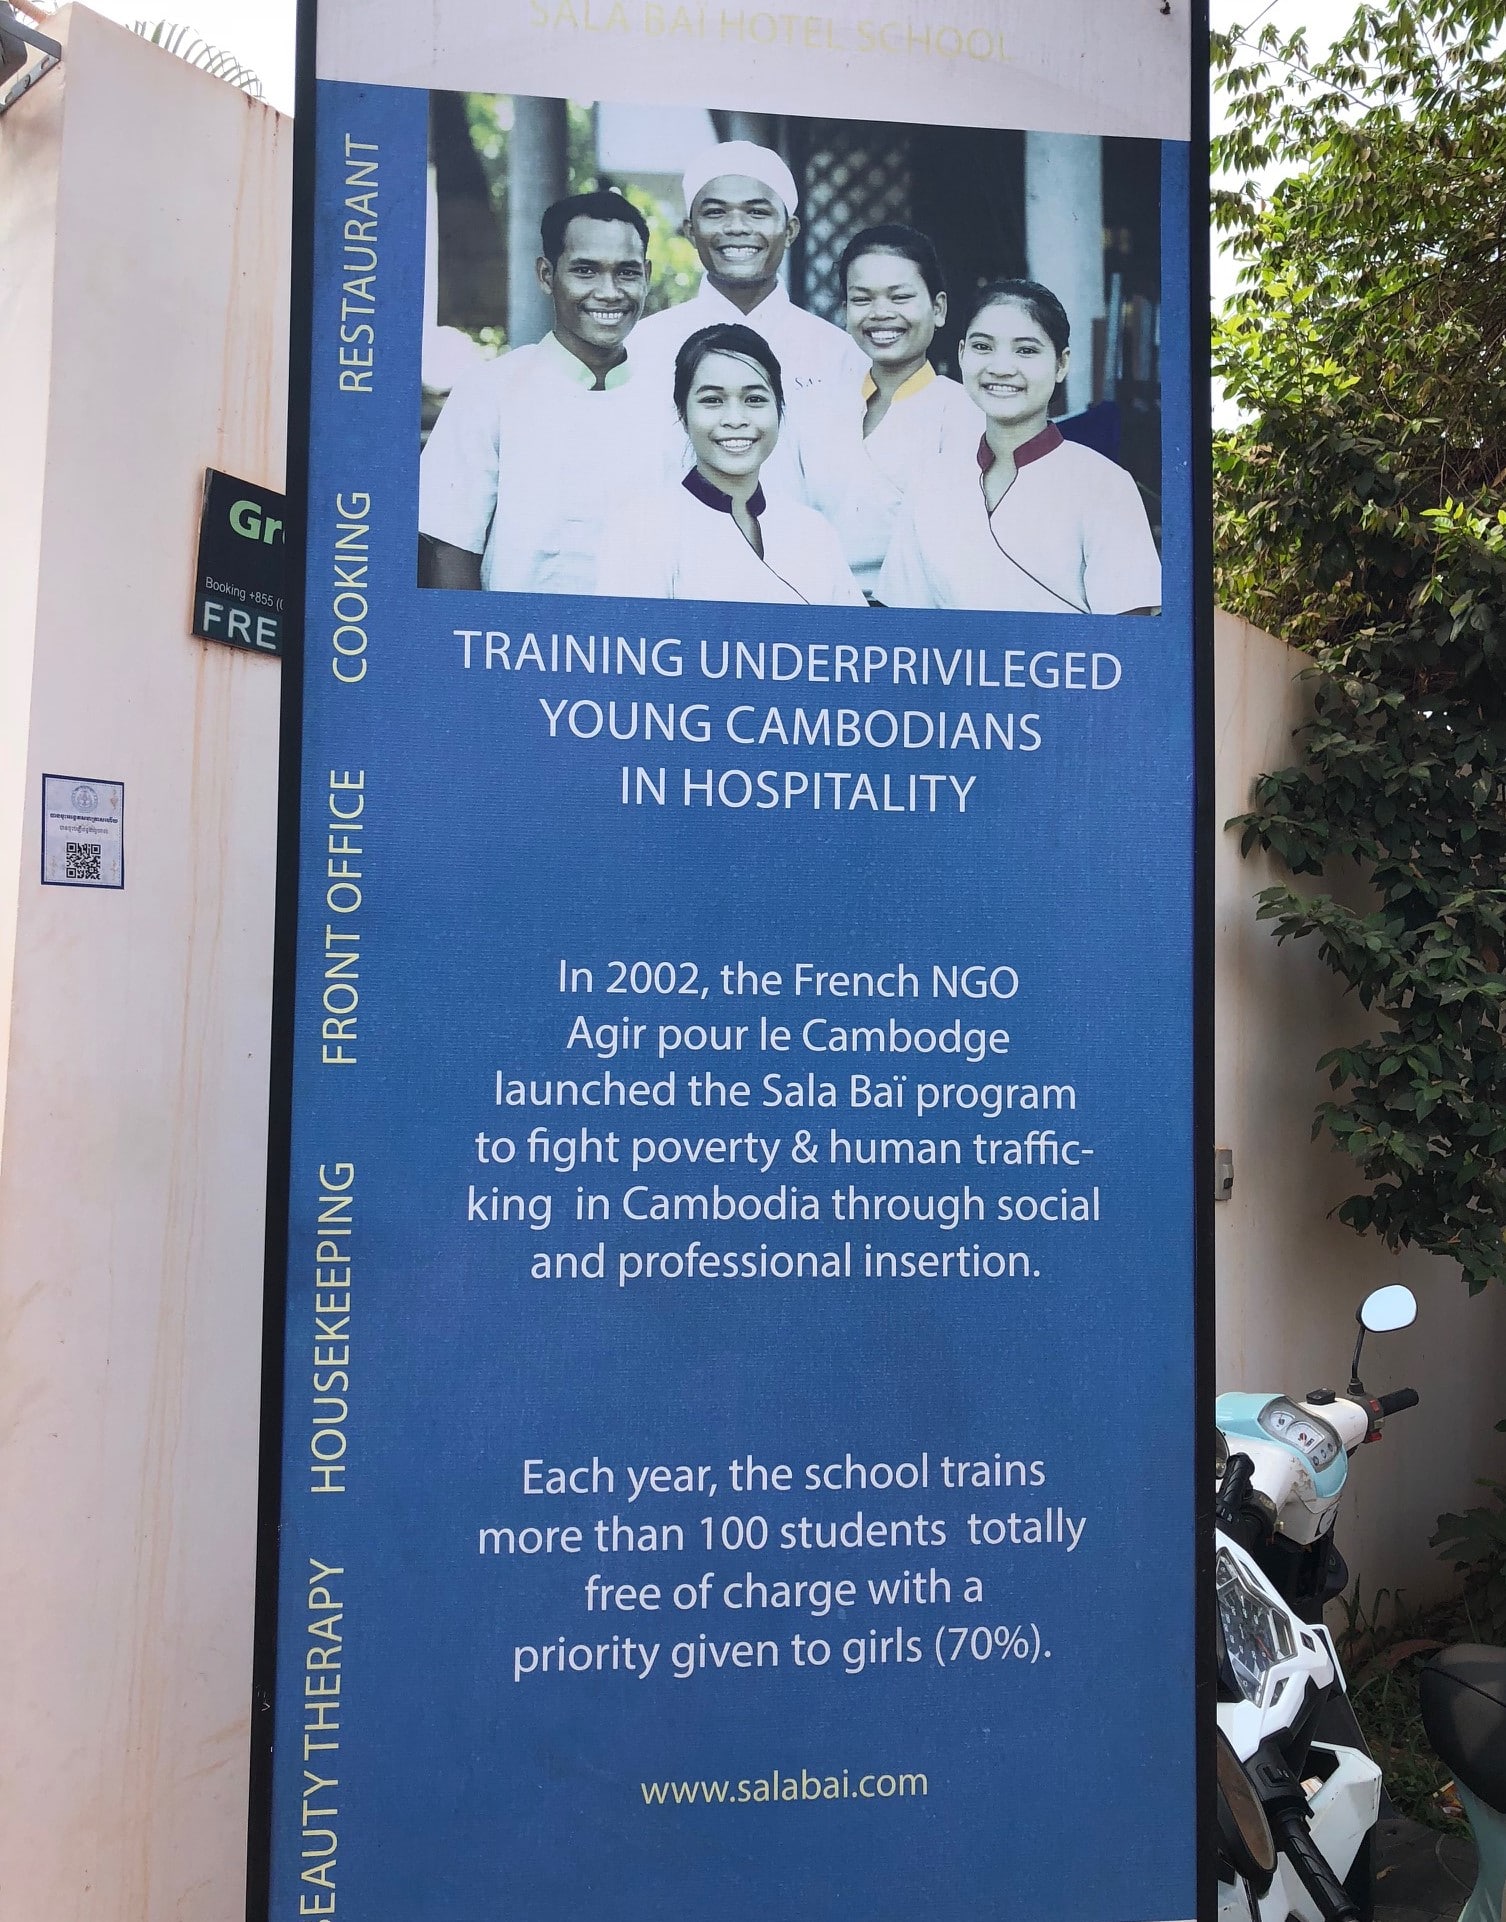 SALA BAÏ HOTEL SCHOOL
RESTAURANT
COOKING
FRONT OFFICE
HOUSEKEEPING
BEAUTY THERAPY
TRAINING UNDERPRIVILEGED
YOUNG CAMBODIANS
IN HOSPITALITY
In 2002, the French NGO
Agir pour le Cambodge
launched the Sala Baï program
to fight poverty & human traffic-
king in Cambodia through social
and professional insertion.
Each year, the school trains
more than 100 students totally
free of charge with a
priority given to girls (70%).
www.salabai.com
Gr
Booking +855 (
FRE